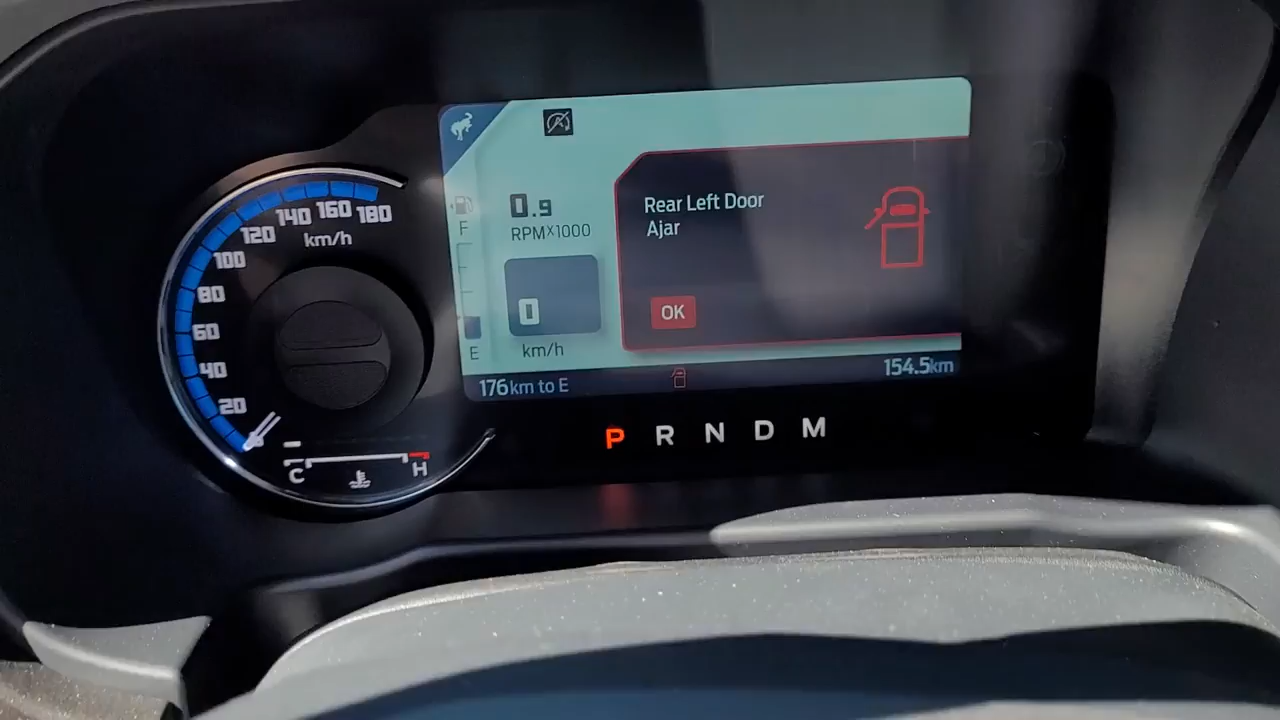 180
160
140
120
100
80
60
40
20
km/h
C
H
F
E
0.9
RPMx1000
0
km/h
Rear Left Door
Ajar
OK
176km to E
154.5km
P R N D M